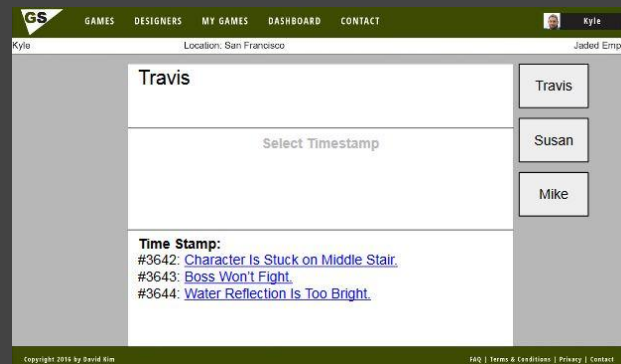 GS GAMES DESIGNERS MY GAMES DASHBOARD CONTACT Kyle
Kyle Location: San Francisco Jaded Emp
Travis
Travis
Susan
Mike
Select Timestamp
Time Stamp:
#3642: Character Is Stuck on Middle Stair.
#3643: Boss Won't Fight.
#3644: Water Reflection Is Too Bright.
Copyright 2016 by David Kim FAQ | Terms & Conditions | Privacy | Contact